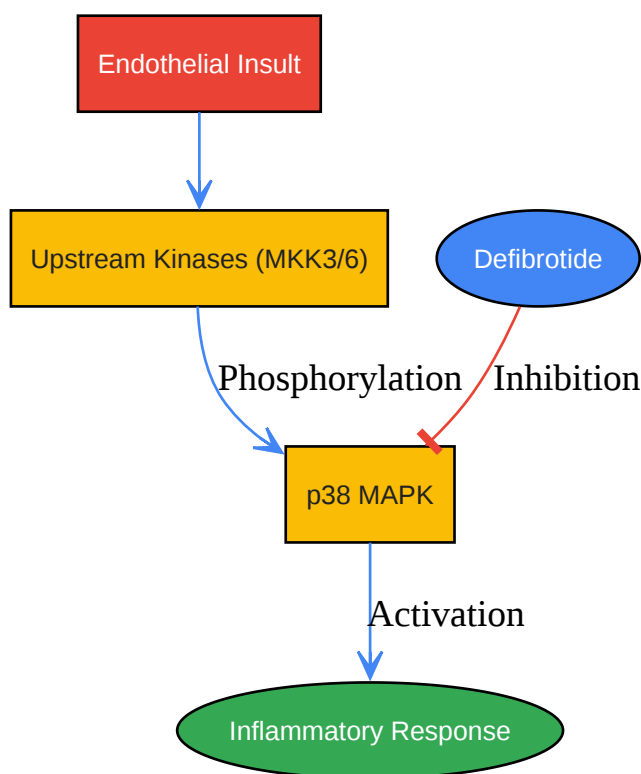 Endothelial Insult
Upstream Kinases (MKK3/6)
Defibrotide
Phosphorylation
Inhibition
p38 MAPK
Activation
Inflammatory Response